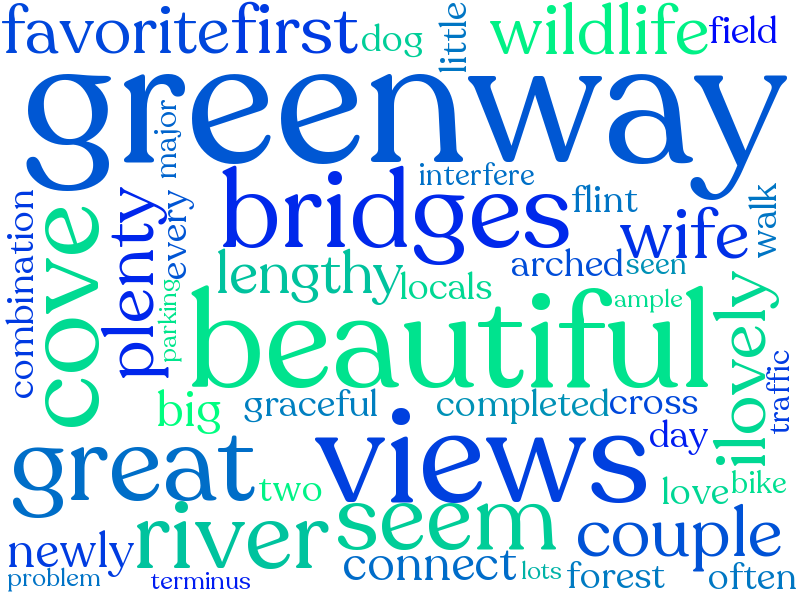 favorite first dog little wildlife field
greenway
major
interfere
bridges flint
combination cove plenty every wife walk
lengthy locals arched seen
parking beautiful ample ilovely
traffic
big graceful completed cross
great views day
two love bike
newly river seem couple
connect lots forest often
problem terminus